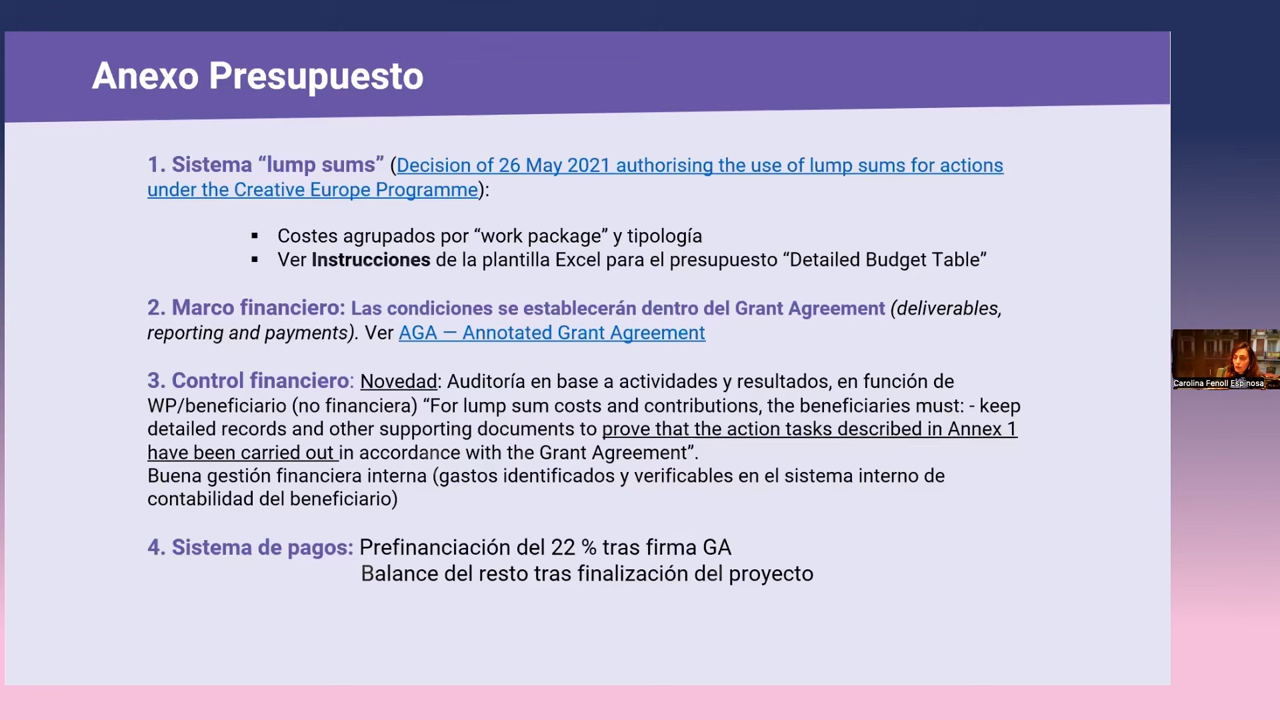 Anexo Presupuesto
1. Sistema “lump sums” (Decision of 26 May 2021 authorising the use of lump sums for actions
under the Creative Europe Programme):
▪ Costes agrupados por “work package” y tipología
▪ Ver Instrucciones de la plantilla Excel para el presupuesto “Detailed Budget Table”
2. Marco financiero: Las condiciones se establecerán dentro del Grant Agreement (deliverables,
reporting and payments). Ver AGA — Annotated Grant Agreement
3. Control financiero: Novedad: Auditoría en base a actividades y resultados, en función de
WP/beneficiario (no financiera) “For lump sum costs and contributions, the beneficiaries must: - keep
detailed records and other supporting documents to prove that the action tasks described in Annex 1
have been carried out in accordance with the Grant Agreement”.
Buena gestión financiera interna (gastos identificados y verificables en el sistema interno de
contabilidad del beneficiario)
4. Sistema de pagos: Prefinanciación del 22 % tras firma GA
Balance del resto tras finalización del proyecto
Carolina Fenoll Espinosa